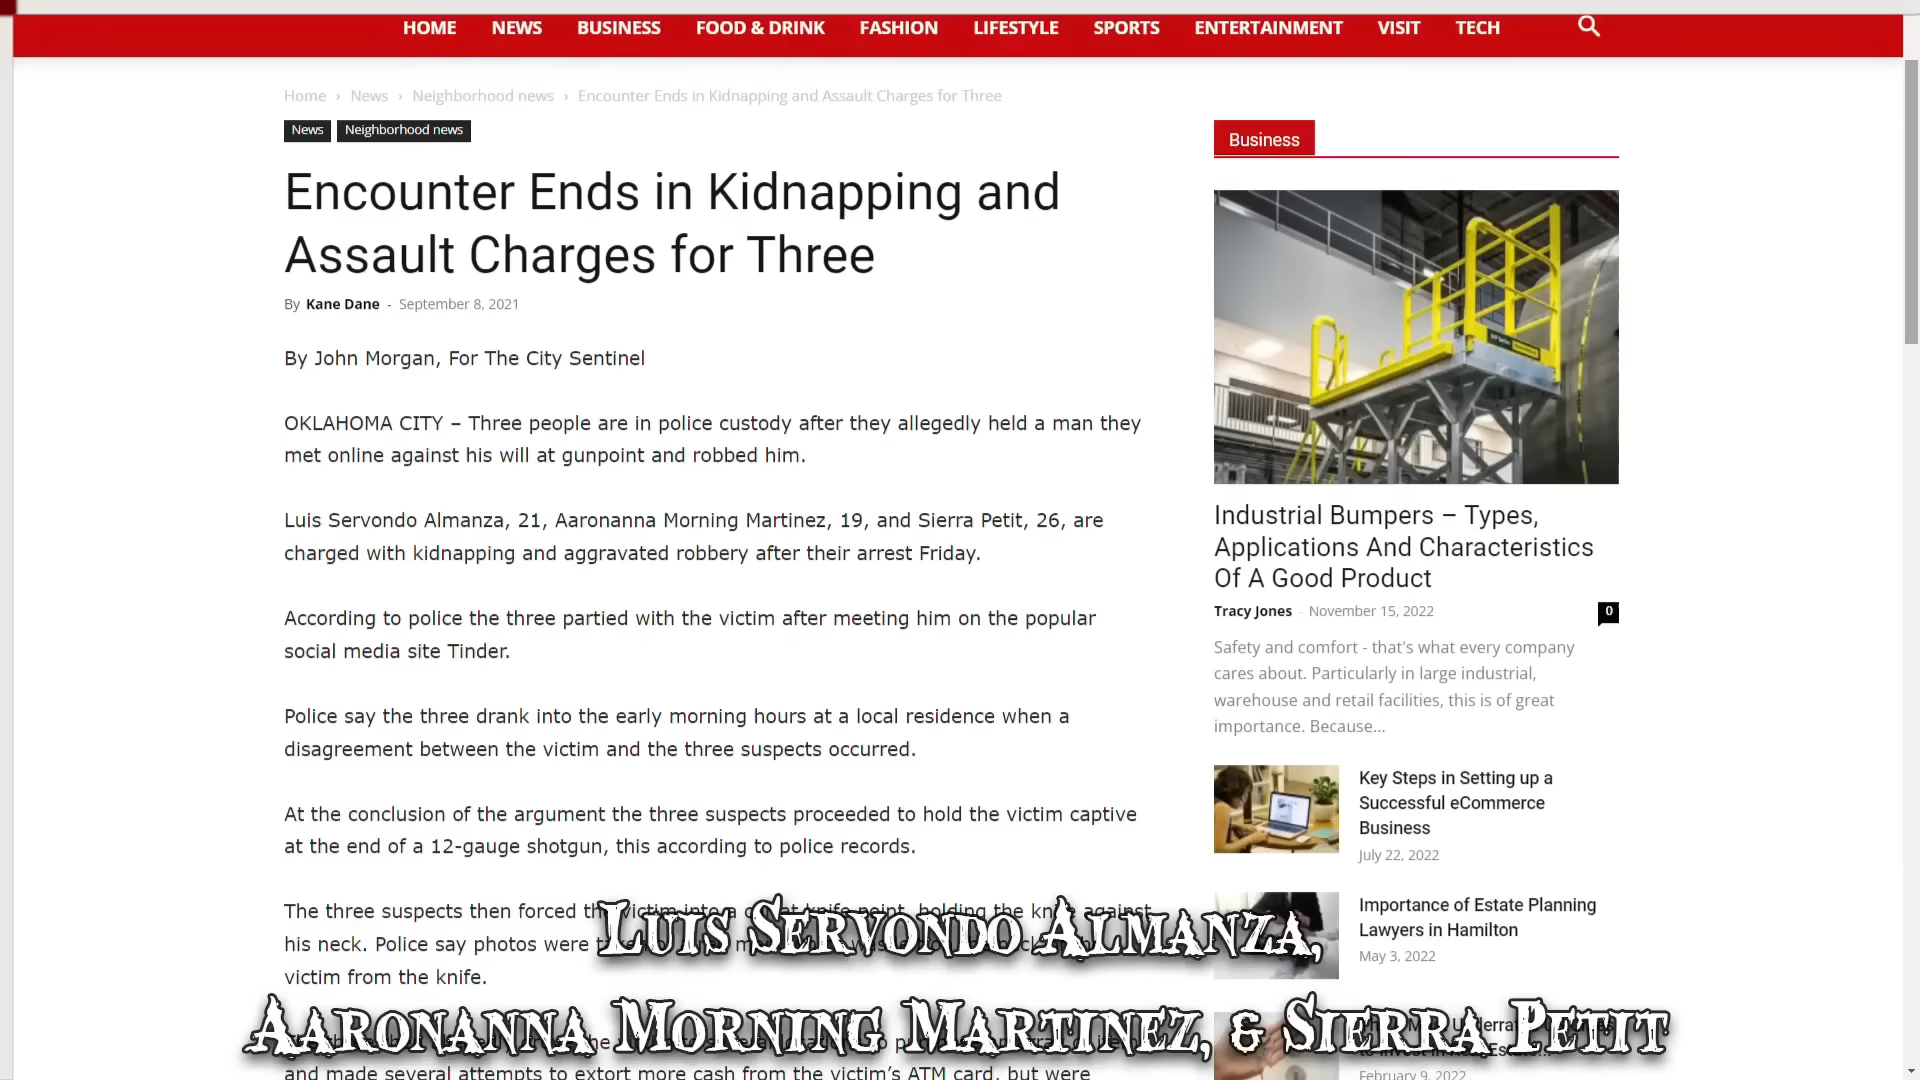 HOME NEWS BUSINESS FOOD & DRINK FASHION LIFESTYLE SPORTS ENTERTAINMENT VISIT TECH
Home › News › Neighborhood news › Encounter Ends in Kidnapping and Assault Charges for Three
News Neighborhood news
Encounter Ends in Kidnapping and
Assault Charges for Three
By Kane Dane - September 8, 2021
By John Morgan, For The City Sentinel
OKLAHOMA CITY – Three people are in police custody after they allegedly held a man they
met online against his will at gunpoint and robbed him.
Luis Servondo Almanza, 21, Aaronanna Morning Martinez, 19, and Sierra Petit, 26, are
charged with kidnapping and aggravated robbery after their arrest Friday.
According to police the three partied with the victim after meeting him on the popular
social media site Tinder.
Police say the three drank into the early morning hours at a local residence when a
disagreement between the victim and the three suspects occurred.
At the conclusion of the argument the three suspects proceeded to hold the victim captive
at the end of a 12-gauge shotgun, this according to police records.
The three suspects then forced the victim into a knife point, holding the knife against
his neck. Police say photos were
victim from the knife.
and made several attempts to extort more cash from the victim's ATM card, but were
Business
Industrial Bumpers – Types,
Applications And Characteristics
Of A Good Product
Tracy Jones - November 15, 2022 0
Safety and comfort - that's what every company
cares about. Particularly in large industrial,
warehouse and retail facilities, this is of great
importance. Because...
Key Steps in Setting up a
Successful eCommerce
Business
July 22, 2022
Importance of Estate Planning
Lawyers in Hamilton
May 3, 2022
February 9, 2022
Luis Servondo Almanza,
Aaronanna Morning Martinez, & Sierra Petit